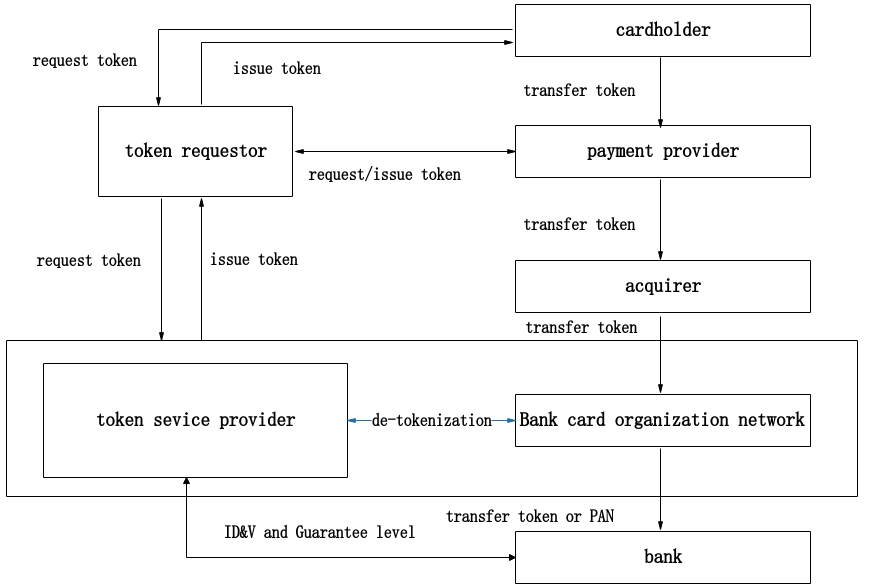 cardholder
request token
issue token
transfer token
token requestor
payment provider
request/issue token
transfer token
request token
issue token
acquirer
transfer token
token sevice provider
de-tokenization
Bank card organization network
transfer token or PAN
ID&V and Guarantee level
bank